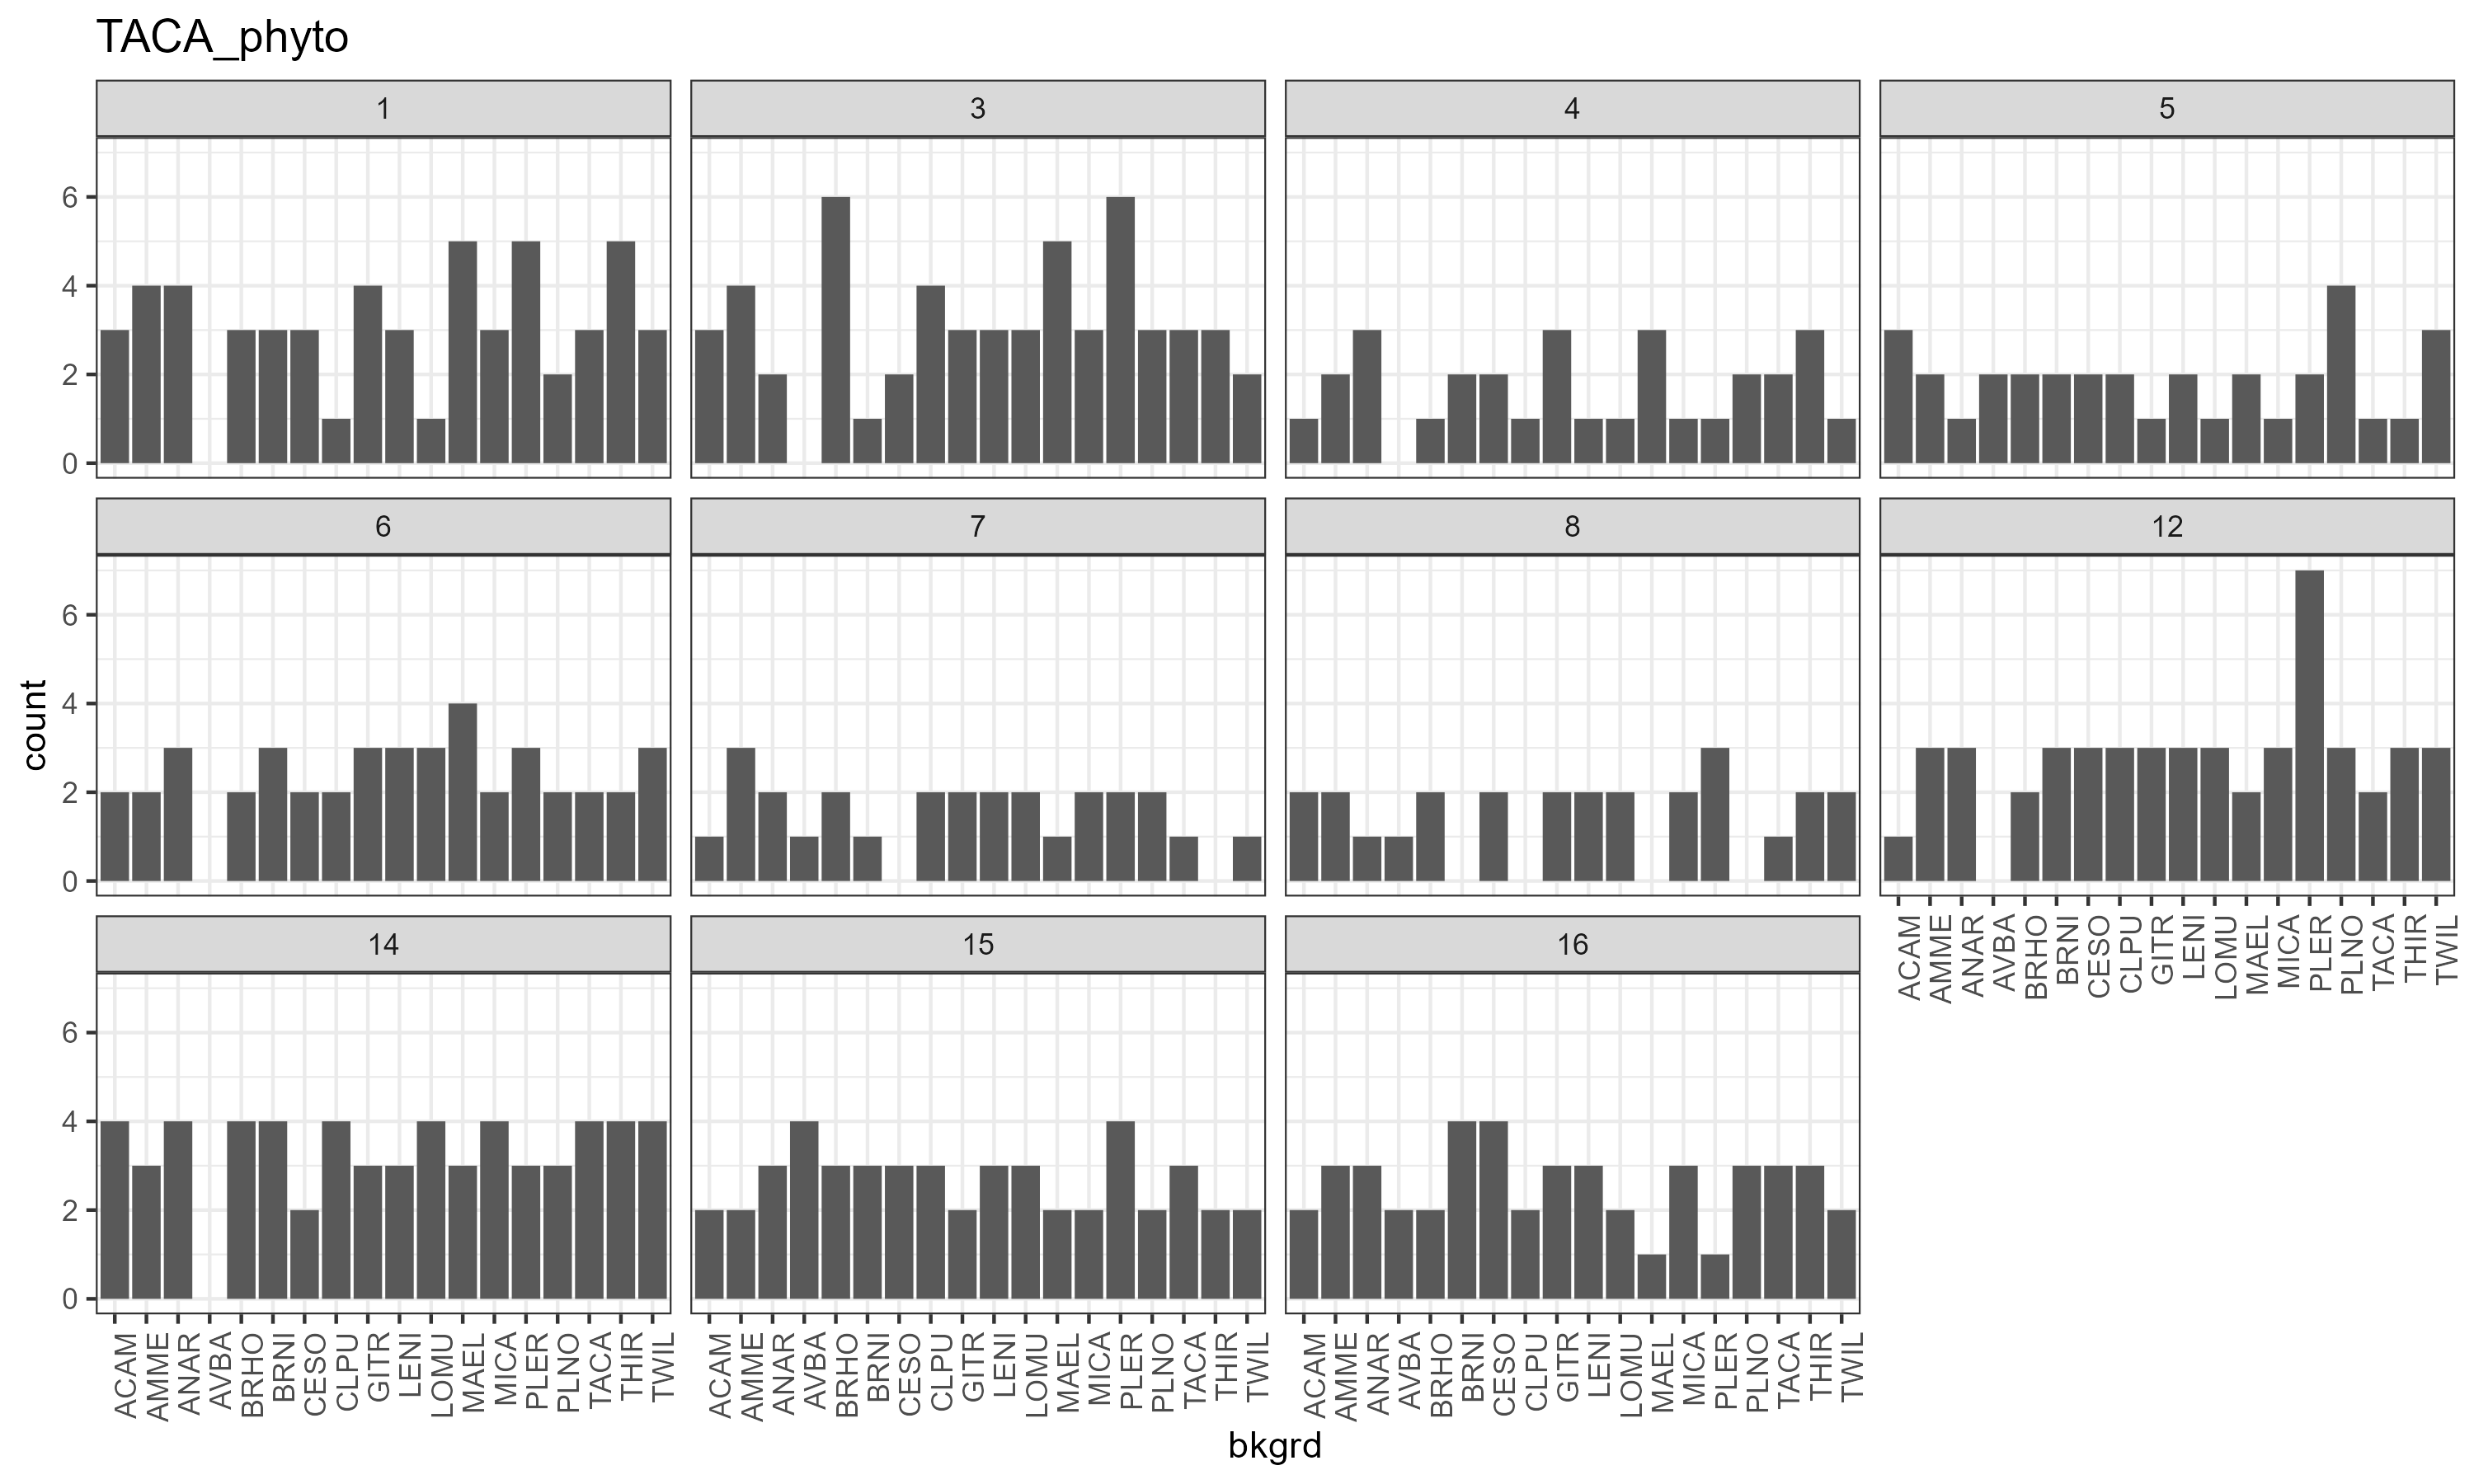 TACA_phyto
1
3
4
5
6
4
2
0
6
7
8
12
6
4
2
0
count
ACAM
AMME
ANAR
AVBA
BRHO
BRNI
CESO
CLPU
GITR
LENI
LOMU
MAEL
MICA
PLER
PLNO
TACA
THIR
TWIL
14
15
16
6
4
2
0
ACAM
AMME
ANAR
AVBA
BRHO
BRNI
CESO
CLPU
GITR
LENI
LOMU
MAEL
MICA
PLER
PLNO
TACA
THIR
TWIL
ACAM
AMME
ANAR
AVBA
BRHO
BRNI
CESO
CLPU
GITR
LENI
LOMU
MAEL
MICA
PLER
PLNO
TACA
THIR
TWIL
ACAM
AMME
ANAR
AVBA
BRHO
BRNI
CESO
CLPU
GITR
LENI
LOMU
MAEL
MICA
PLER
PLNO
TACA
THIR
TWIL
bkgrd